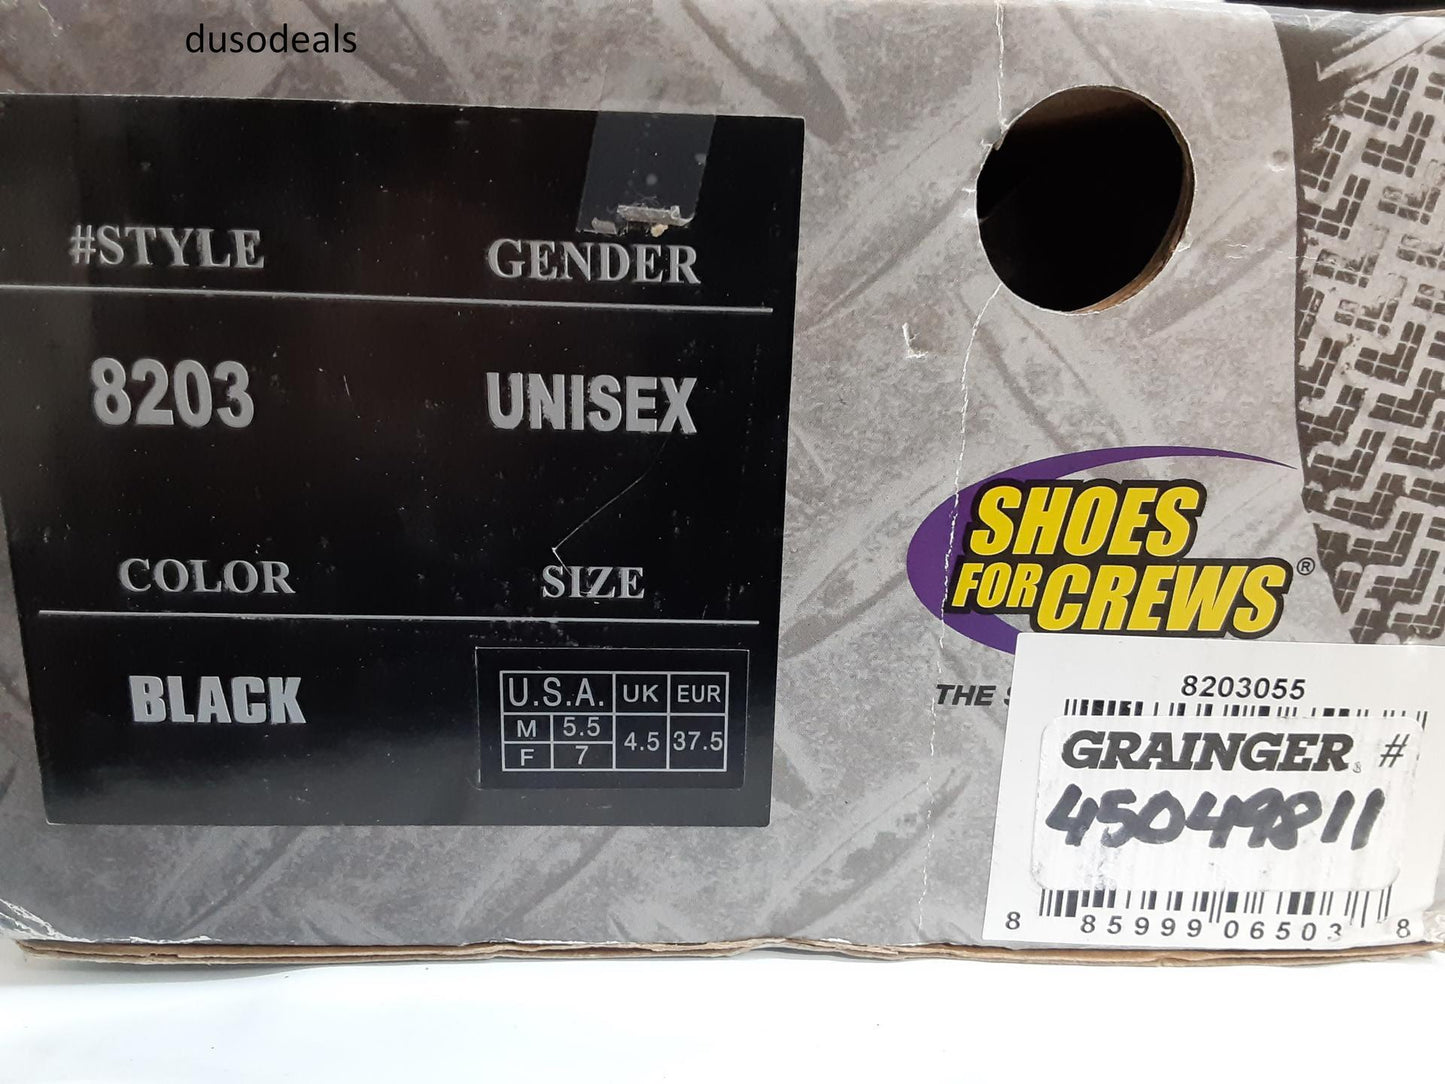 dusodeals
#STYLE GENDER
8203 UNISEX
COLOR SIZE
BLACK
U.S.A. UK EUR
M 5.5 4.5 37.5
F 7
SHOES
FOR CREWS®
THE
8203055
GRAINGER #
45049811
8 85999 06503 8